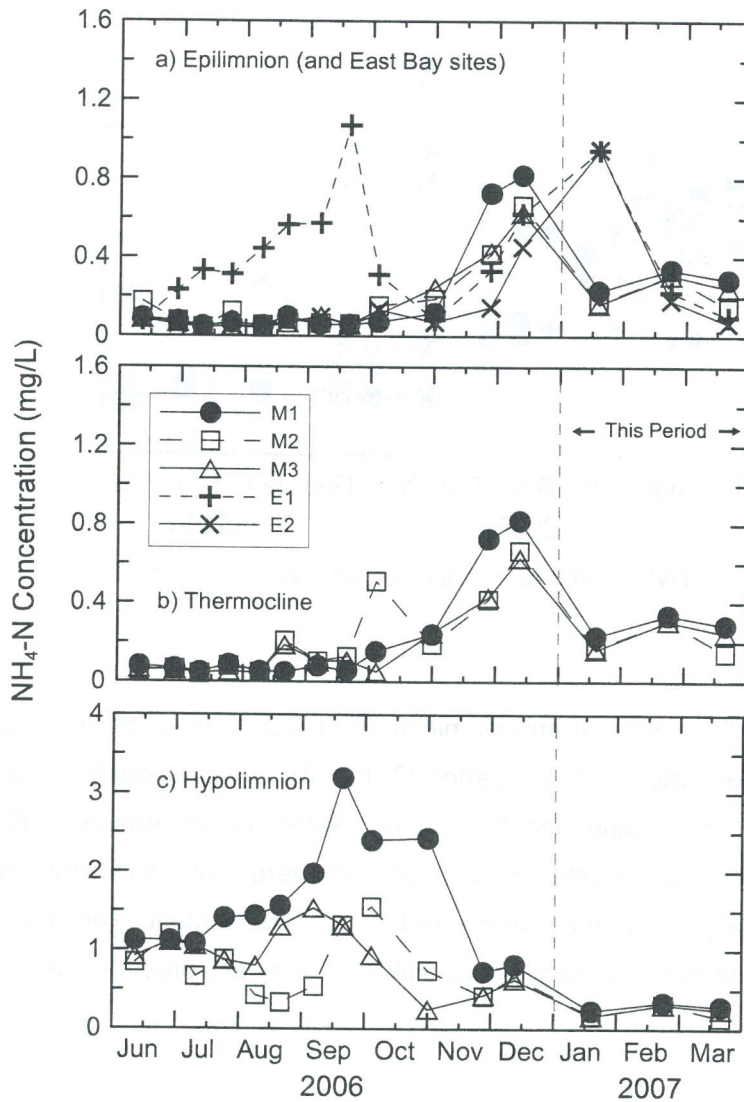 NH₄-N Concentration (mg/L)
1.6
1.2
0.8
0.4
0
a) Epilimnion (and East Bay sites)
1.6
1.2
0.8
0.4
0
M1
M2
M3
E1
E2
This Period
b) Thermocline
4
3
2
1
0
c) Hypolimnion
Jun Jul Aug Sep Oct Nov Dec Jan Feb Mar
2006 2007